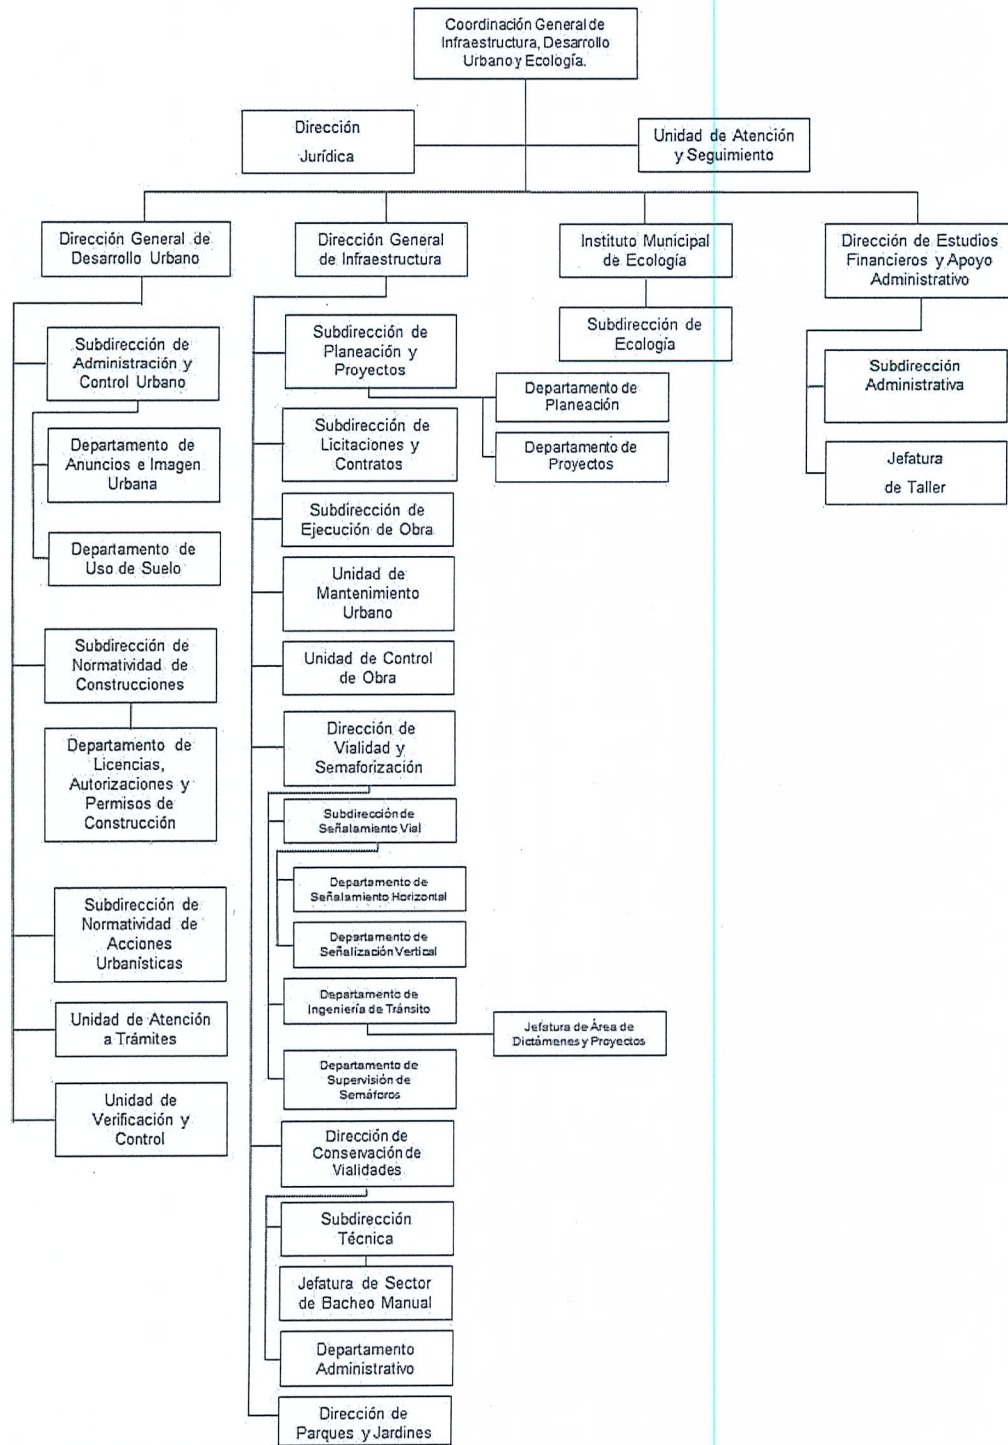 Coordinación General de
Infraestructura, Desarrollo
Urbano y Ecología.
Dirección
Jurídica
Unidad de Atención
y Seguimiento
Dirección General de
Desarrollo Urbano
Dirección General
de Infraestructura
Instituto Municipal
de Ecología
Dirección de Estudios
Financieros y Apoyo
Administrativo
Subdirección de
Administración y
Control Urbano
Departamento de
Anuncios e Imagen
Urbana
Departamento de
Uso de Suelo
Subdirección de
Normatividad de
Construcciones
Departamento de
Licencias,
Autorizaciones y
Permisos de
Construcción
Subdirección de
Normatividad de
Acciones
Urbanísticas
Unidad de Atención
a Trámites
Unidad de
Verificación y
Control
Subdirección de
Planeación y
Proyectos
Departamento de
Planeación
Departamento de
Proyectos
Subdirección de
Licitaciones y
Contratos
Subdirección de
Ejecución de Obra
Unidad de
Mantenimiento
Urbano
Unidad de Control
de Obra
Dirección de
Vialidad y
Semaforización
Subdirección de
Señalamiento Vial
Departamento de
Señalamiento Horizontal
Departamento de
Señalización Vertical
Departamento de
Ingeniería de Tránsito
Jefatura de Área de
Dictámenes y Proyectos
Departamento de
Supervisión de
Semáforos
Dirección de
Conservación de
Vialidades
Subdirección
Técnica
Jefatura de Sector
de Bacheo Manual
Departamento
Administrativo
Dirección de
Parques y Jardines
Subdirección de
Ecología
Subdirección
Administrativa
Jefatura
de Taller